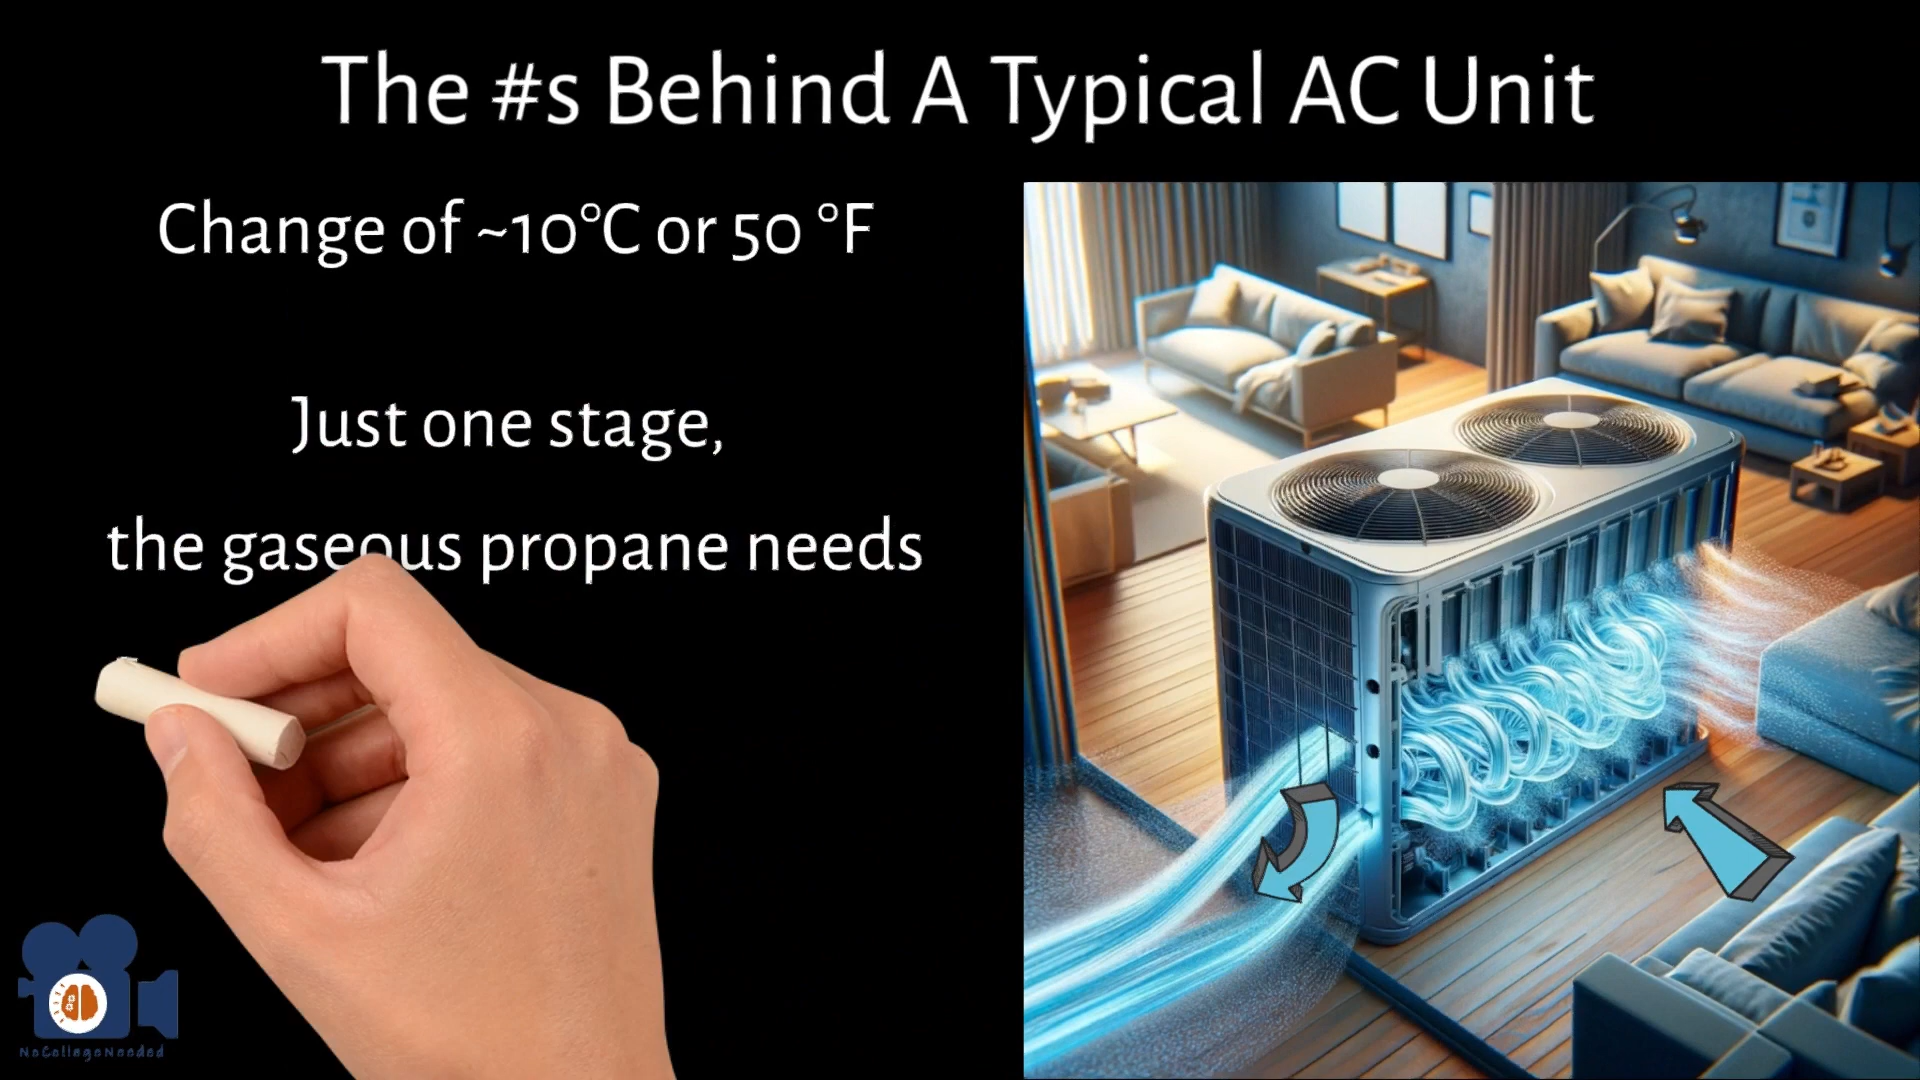 The #s Behind A Typical AC Unit
Change of ~10°C or 50 °F
Just one stage,
the gaseous propane needs
NoCollegeNeeded